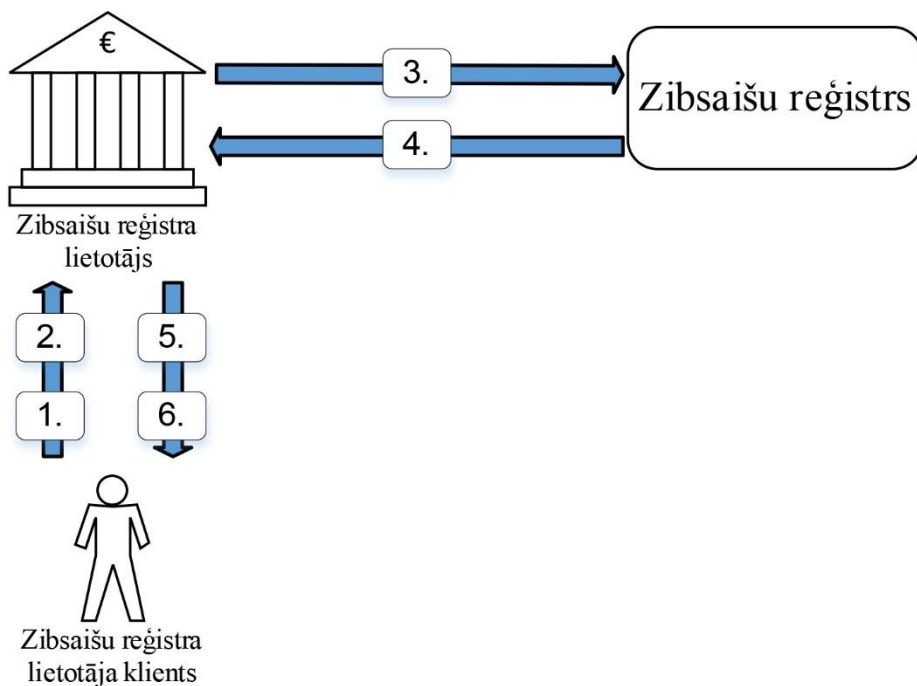 €
3.
Zibsaišu reģistrs
4.
Zibsaišu reģistra
lietotājs
2.
5.
1.
6.
Zibsaišu reģistra
lietotāja klients